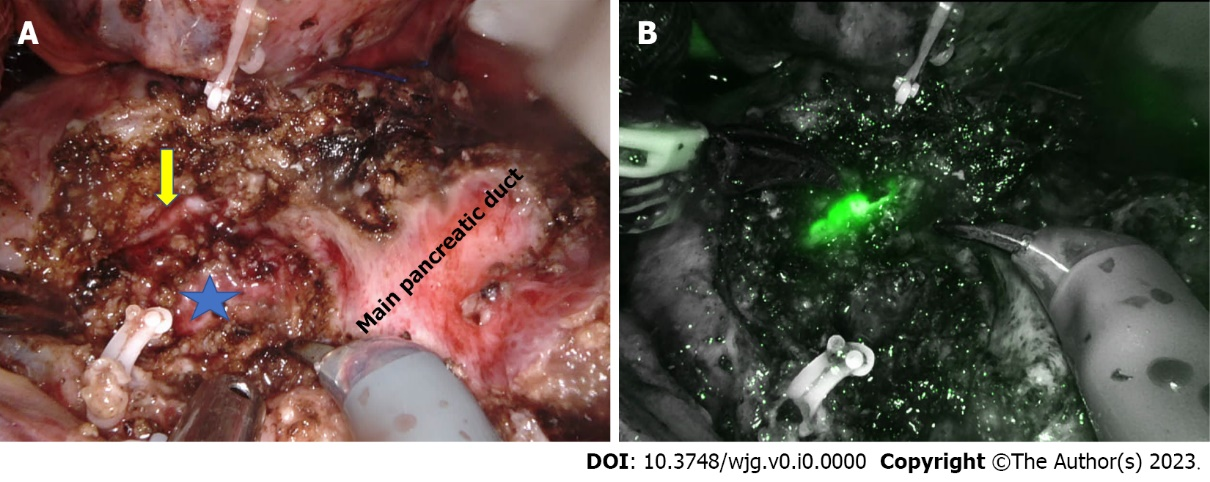 A
B
Main pancreatic duct
DOI: 10.3748/wjg.v0.i0.0000 Copyright ©The Author(s) 2023.